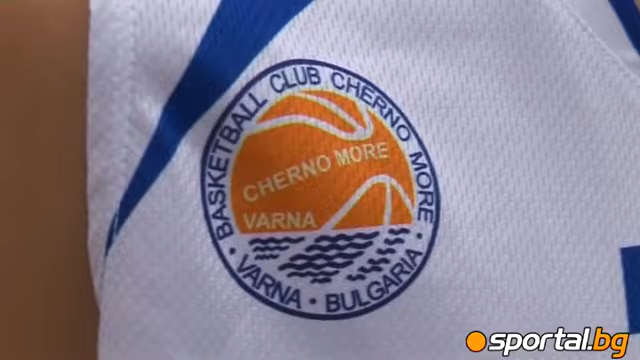 BASKETBALL CLUB CHERNO MORE
CHERNO MORE
VARNA
· VARNA · BULGARIA ·
sportal.bg